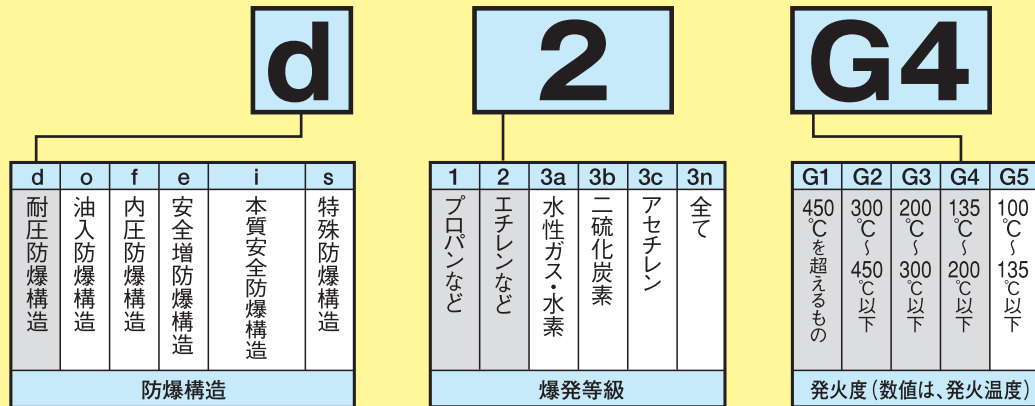 d 2 G4
d o f e i s
耐圧防爆構造
油入防爆構造
内圧防爆構造
安全増防爆構造
本質安全防爆構造
特殊防爆構造
防爆構造
1 2 3a 3b 3c 3n
プロパンなど
エチレンなど
水性ガス・水素
二硫化炭素
アセチレン
全て
爆発等級
G1 G2 G3 G4 G5
450℃を超えるもの
300℃～450℃以下
200℃～300℃以下
135℃～200℃以下
100℃～135℃以下
発火度(数値は、発火温度)